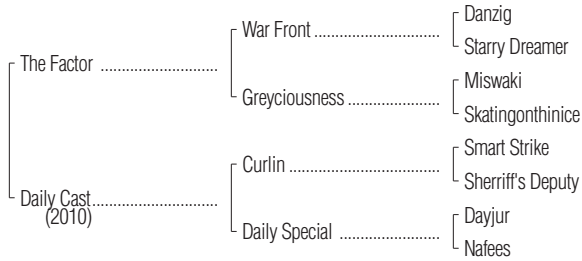 Danzig
War Front
Starry Dreamer
The Factor
Miswaki
Greyciousness
Skatingonthinice
Smart Strike
Curlin
Sherriff's Deputy
Daily Cast
(2010)
Dayjur
Daily Special
Nafees